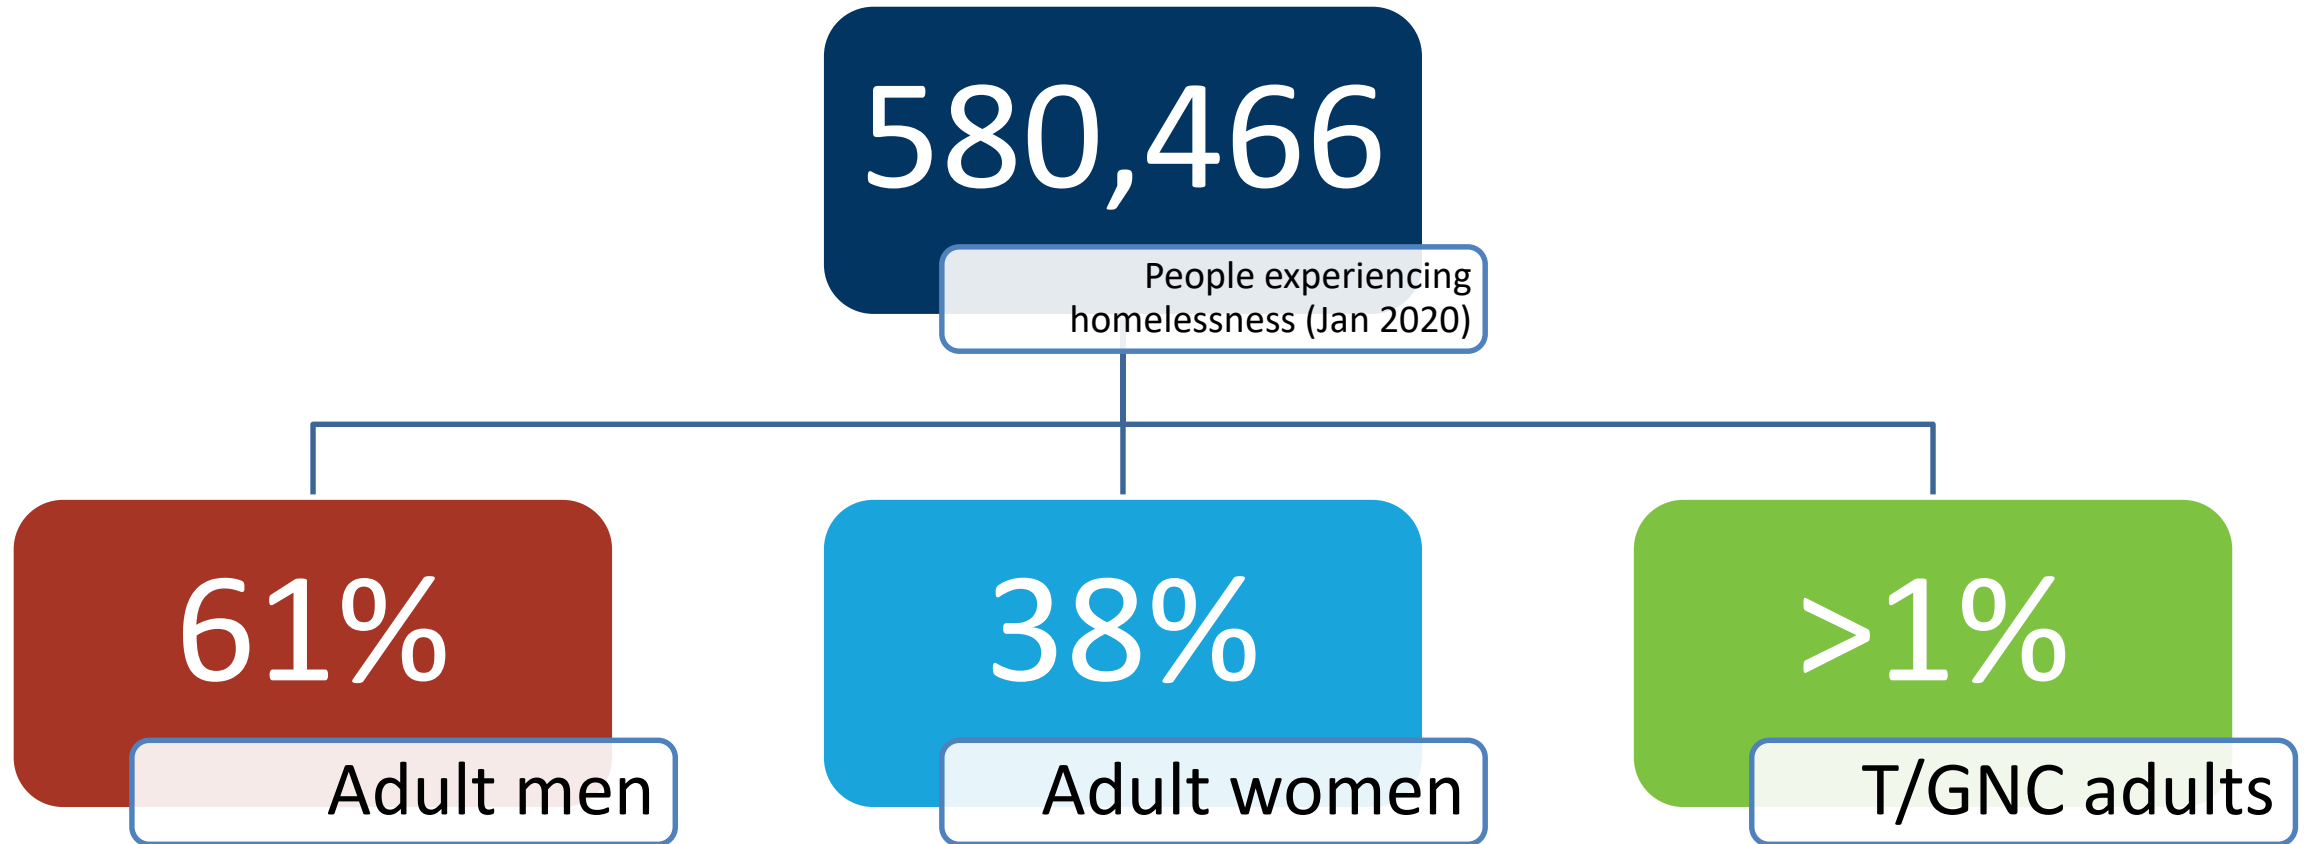 580,466
People experiencing
homelessness (Jan 2020)
61%
Adult men
38%
Adult women
>1%
T/GNC adults